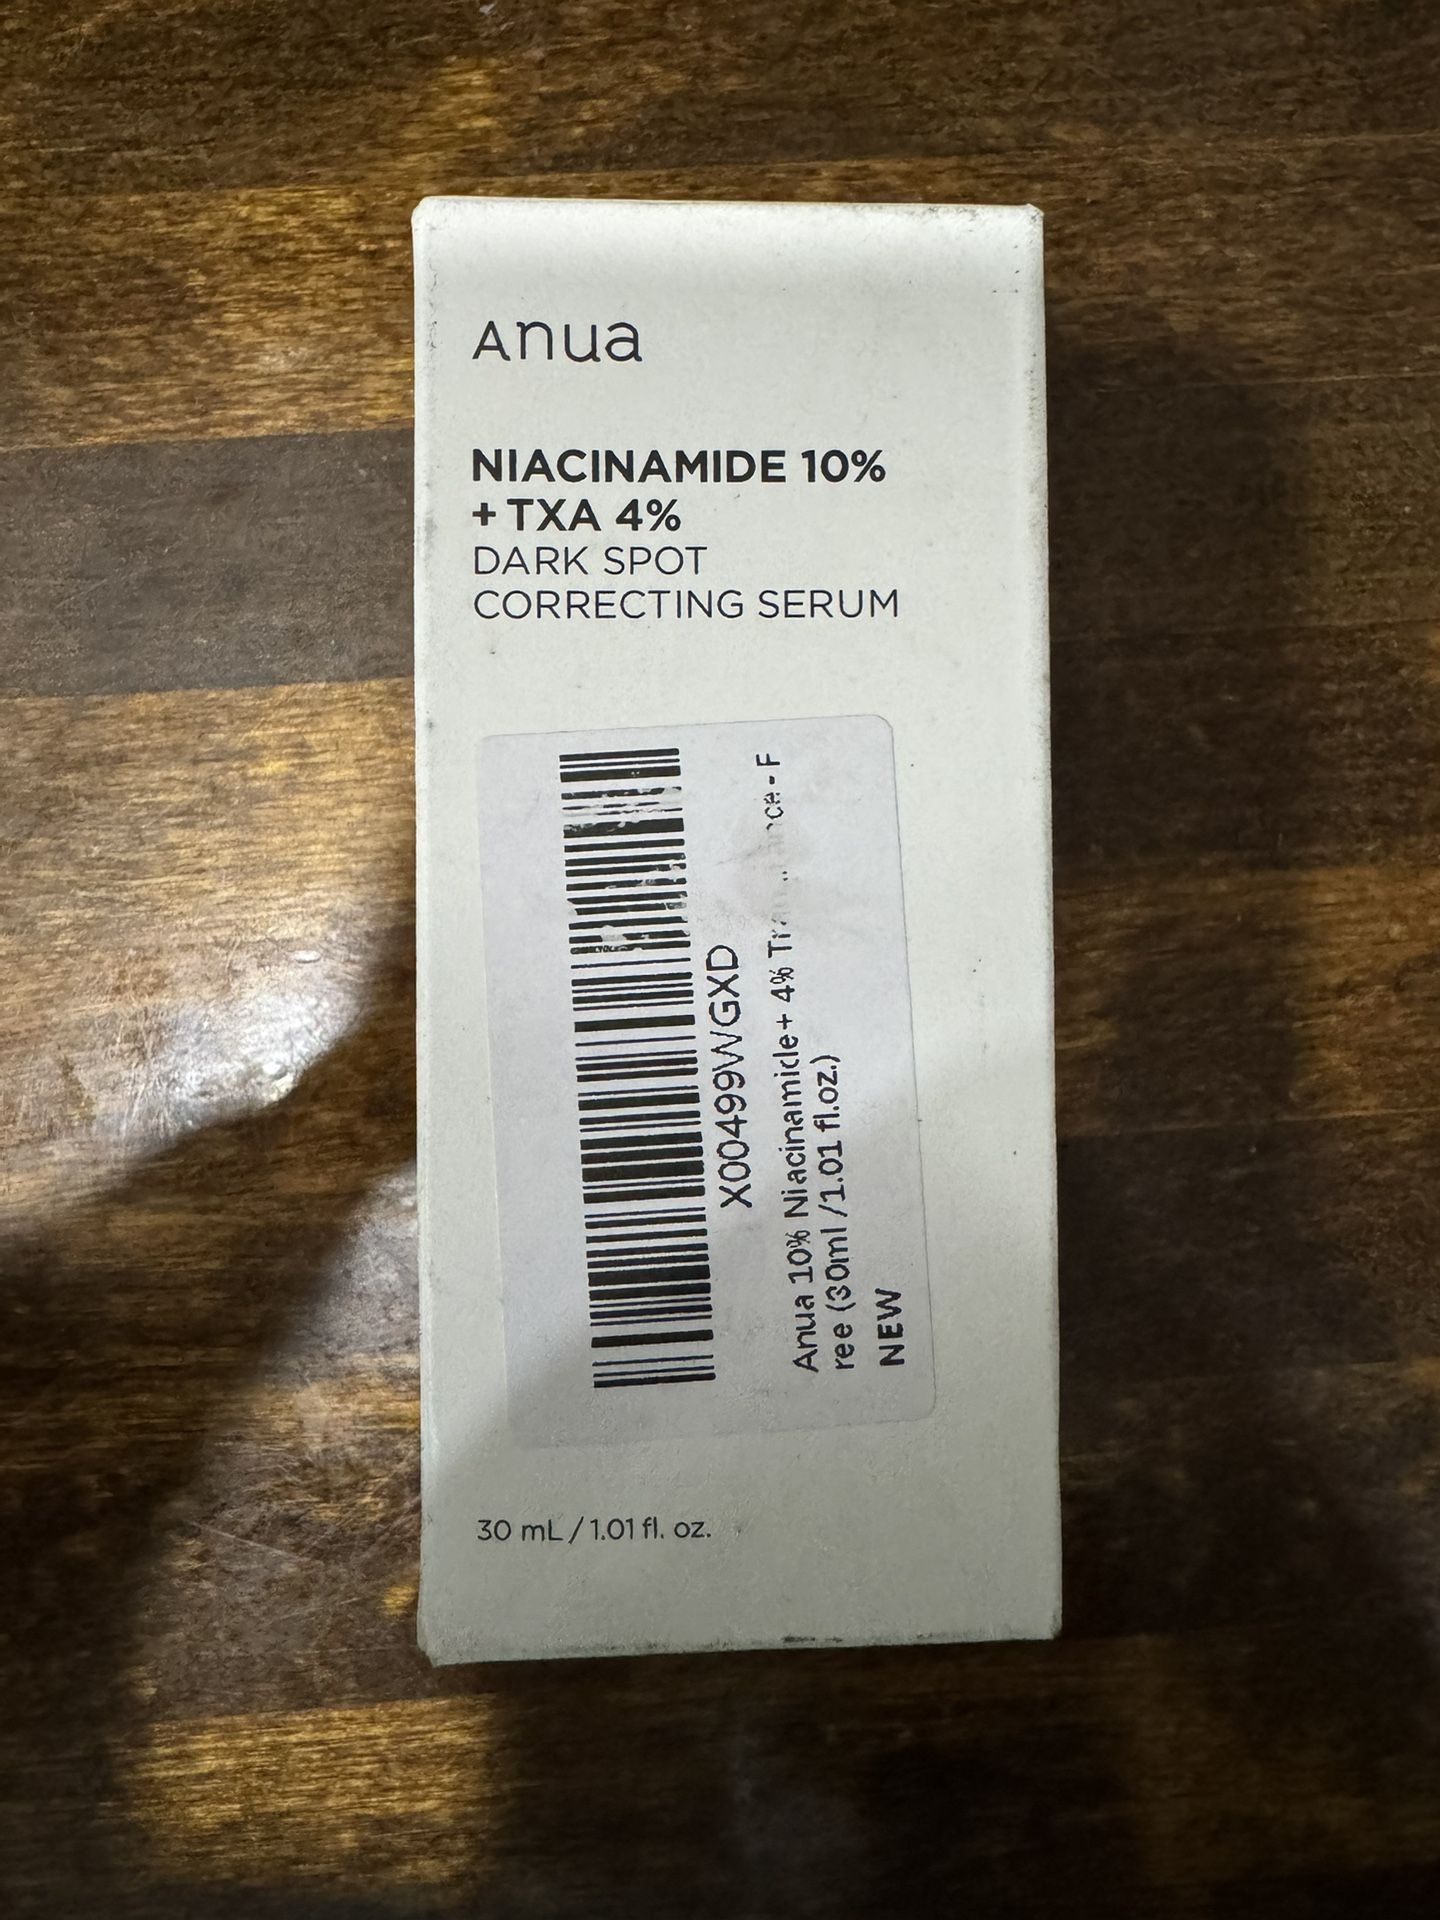 Anua
NIACINAMIDE 10%
+ TXA 4%
DARK SPOT
CORRECTING SERUM
X00499WGXD
Anua 10% Niacinamide+ 4% - F
ree (30ml /1.01 fl.oz.)
NEW
30 mL / 1.01 fl. oz.